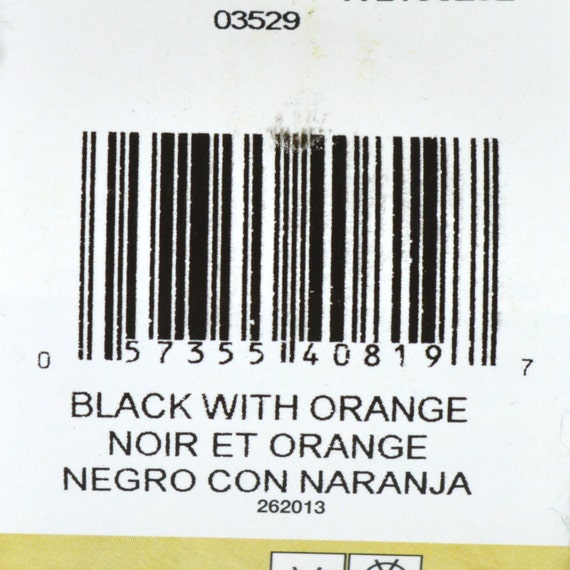 03529
0 57355 40819 7
BLACK WITH ORANGE
NOIR ET ORANGE
NEGRO CON NARANJA
262013